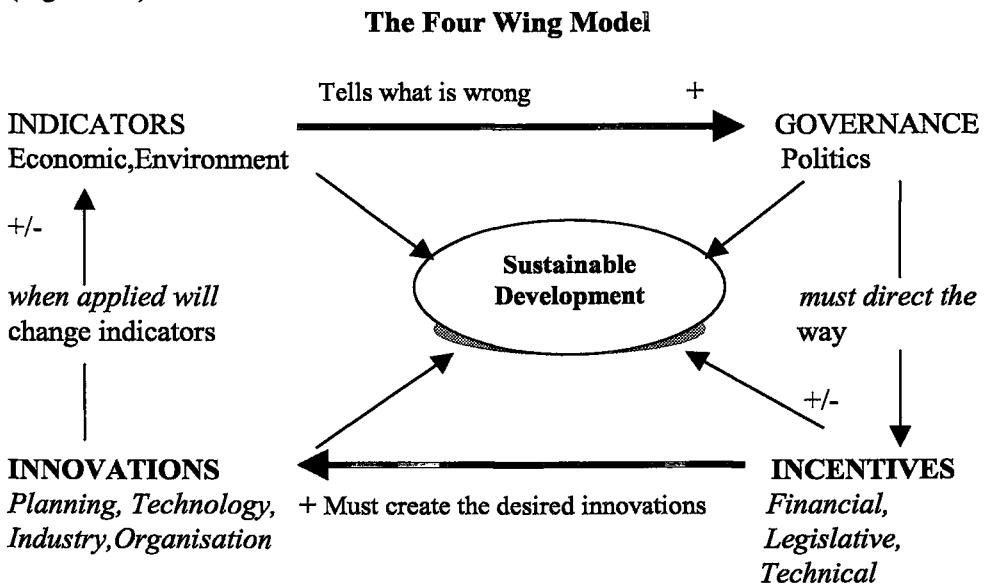 The Four Wing Model
Tells what is wrong +
INDICATORS
Economic,Environment
GOVERNANCE
Politics
+/-
when applied will
change indicators
Sustainable
Development
must direct the
way
+/-
INNOVATIONS
Planning, Technology,
Industry,Organisation
+ Must create the desired innovations
INCENTIVES
Financial,
Legislative,
Technical